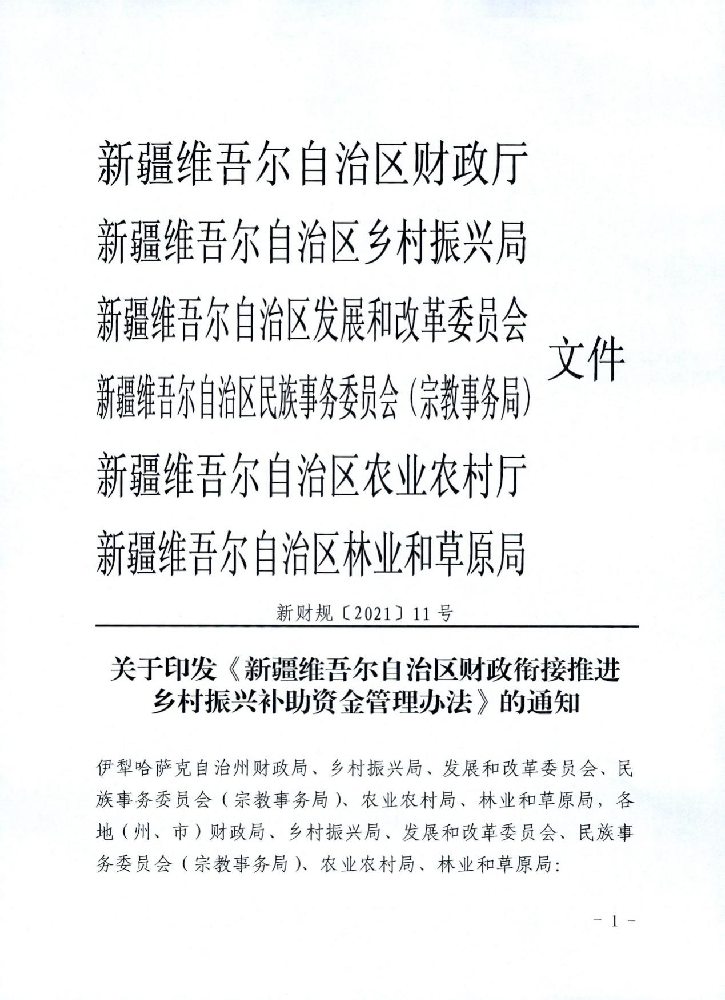 新疆维吾尔自治区财政厅
新疆维吾尔自治区乡村振兴局
新疆维吾尔自治区发展和改革委员会
新疆维吾尔自治区民族事务委员会（宗教事务局）
新疆维吾尔自治区农业农村厅
新疆维吾尔自治区林业和草原局
文件
新财规〔2021〕11 号
关于印发《新疆维吾尔自治区财政衔接推进
乡村振兴补助资金管理办法》的通知
伊犁哈萨克自治州财政局、乡村振兴局、发展和改革委员会、民
族事务委员会（宗教事务局）、农业农村局、林业和草原局，各
地（州、市）财政局、乡村振兴局、发展和改革委员会、民族事
务委员会（宗教事务局）、农业农村局、林业和草原局：
- 1 -